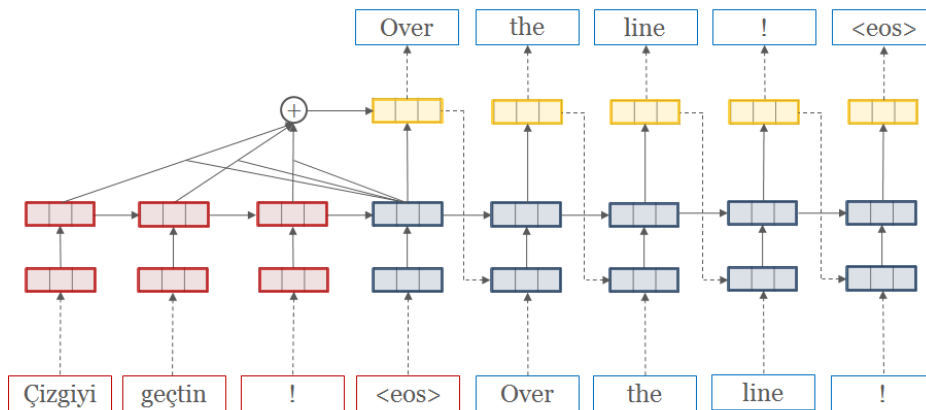 Over the line ! <eos>
+
Çizgiyi geçtin ! <eos> Over the line !